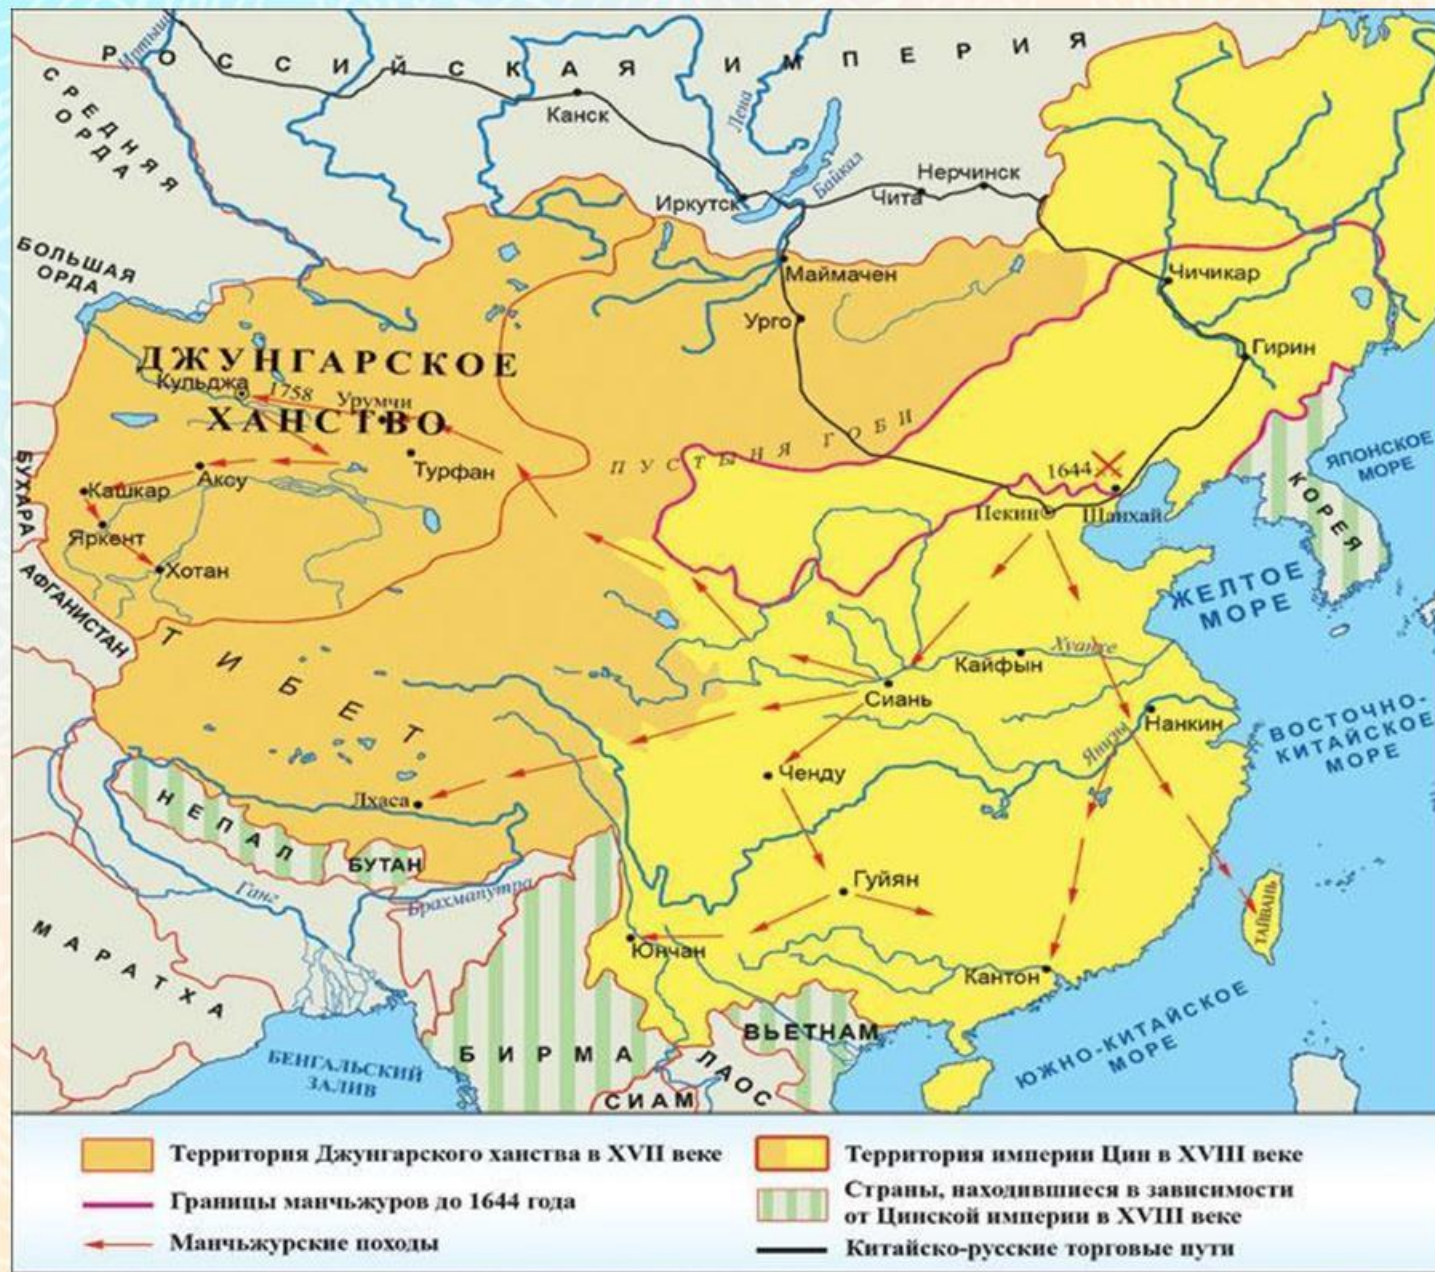 Иртыш
РОССИЙСКАЯ ИМПЕРИЯ
СРЕДНЯЯ
ОРДА
Канск
Лена
Байкал
Иркутск
Чита
Нерчинск
БОЛЬШАЯ
ОРДА
Маймачен
Чичикар
Урго
Гирин
ДЖУНГАРСКОЕ
ХАНСТВО
Кульджа
1758
Урумчи
Турфан
ПУСТЫНЯ ГОБИ
1644
ЯПОНСКОЕ
МОРЕ
БУХАРА
Кашкар
Аксу
Яркент
Хотан
Пекин
Шанхай
КОРЕЯ
АФГАНИСТАН
ТИБЕТ
ЖЕЛТОЕ
МОРЕ
Кайфын
Хуанхе
Сиань
Нанкин
Янцзы
ВОСТОЧНО-
КИТАЙСКОЕ
МОРЕ
Ченду
Лхаса
НЕПАЛ
БУТАН
Ганг
Брахмапутра
Гуйян
ТАЙВАНЬ
МАРАТХА
Юнчан
Кантон
БЕНГАЛЬСКИЙ
ЗАЛИВ
БИРМА
ВЬЕТНАМ
ЛАОС
СИАМ
ЮЖНО-КИТАЙСКОЕ
МОРЕ
Территория Джунгарского ханства в XVII веке
Границы манчьжуров до 1644 года
Манчьжурские походы
Территория империи Цин в XVIII веке
Страны, находившиеся в зависимости
от Цинской империи в XVIII веке
Китайско-русские торговые пути